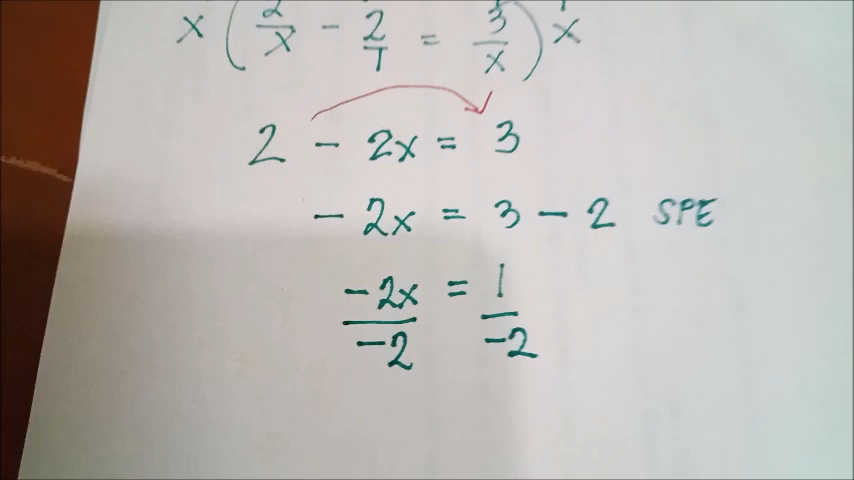 x ( 2/x - 2/1 = 3/x ) x
2 - 2x = 3
- 2x = 3 - 2 SPE
-2x/-2 = 1/-2